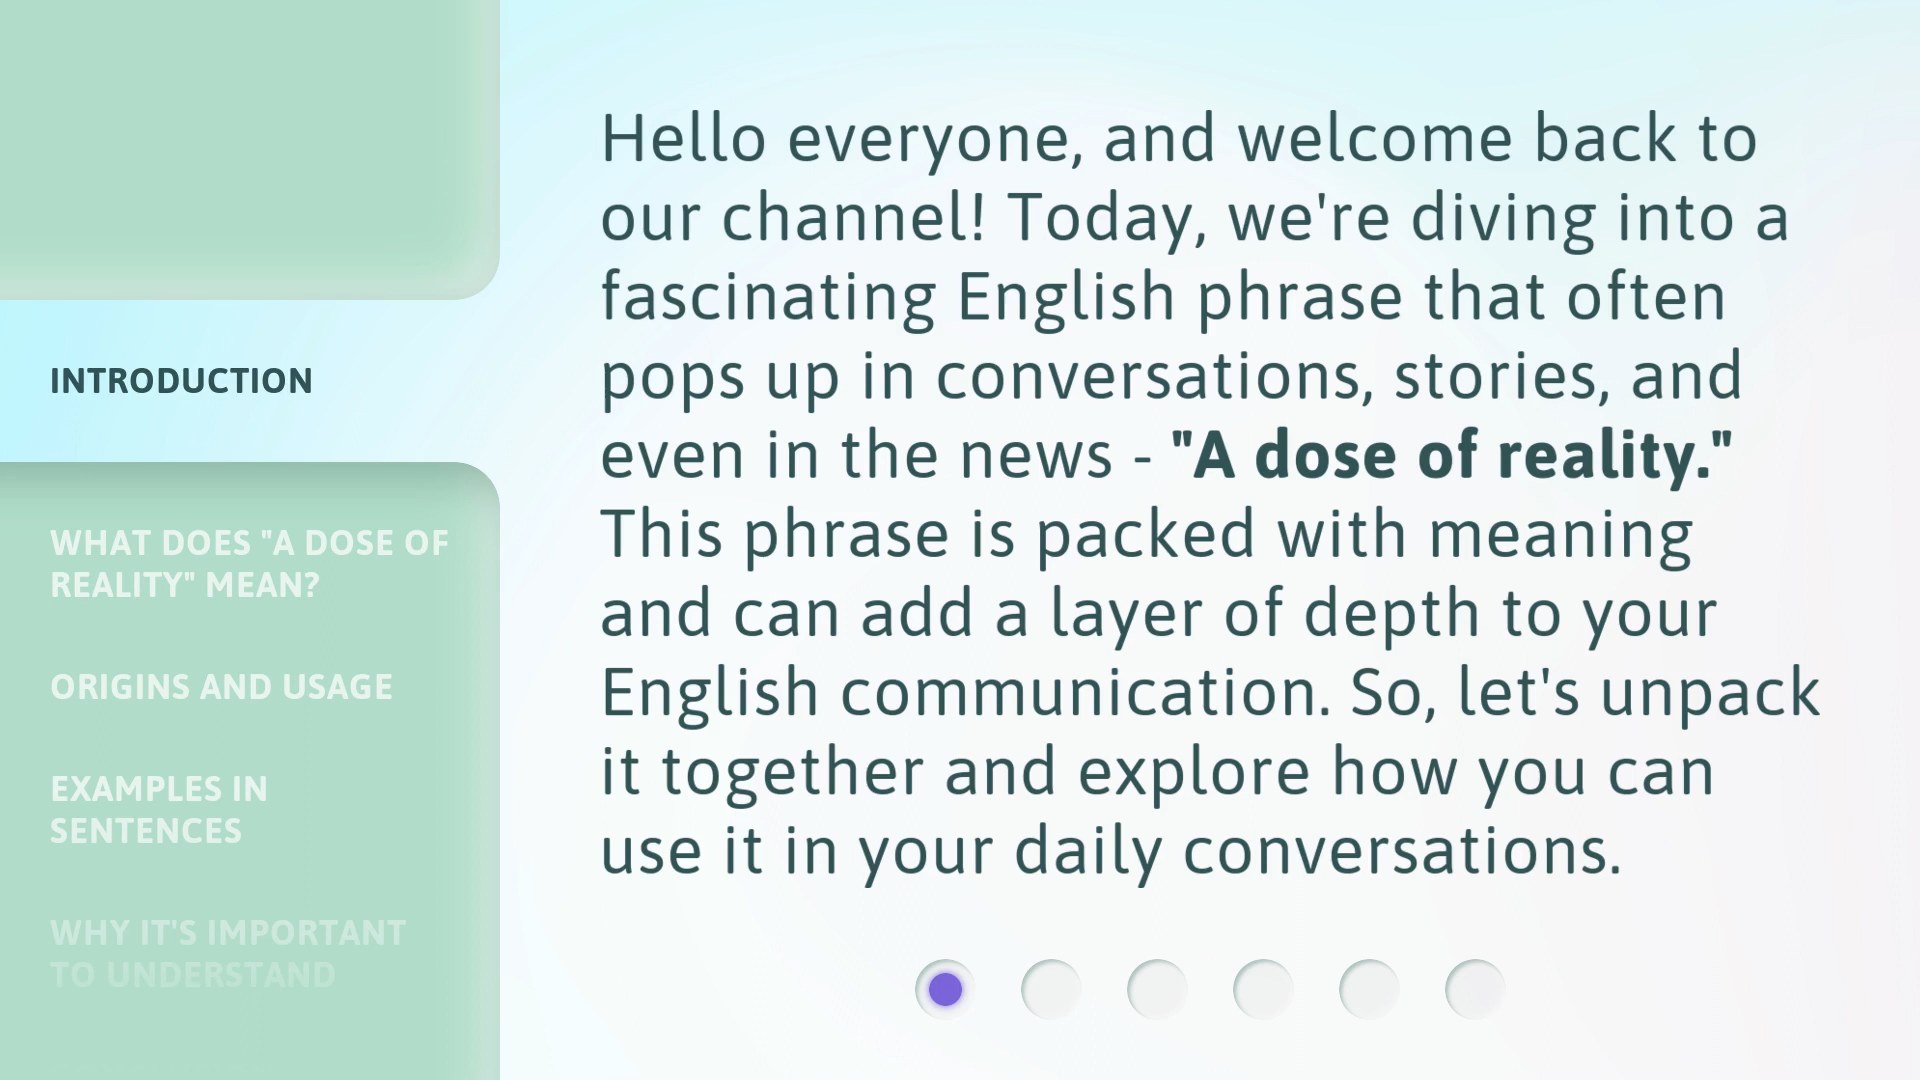 INTRODUCTION
WHAT DOES "A DOSE OF
REALITY" MEAN?
ORIGINS AND USAGE
EXAMPLES IN
SENTENCES
WHY IT'S IMPORTANT
TO UNDERSTAND
Hello everyone, and welcome back to
our channel! Today, we're diving into a
fascinating English phrase that often
pops up in conversations, stories, and
even in the news - "A dose of reality."
This phrase is packed with meaning
and can add a layer of depth to your
English communication. So, let's unpack
it together and explore how you can
use it in your daily conversations.